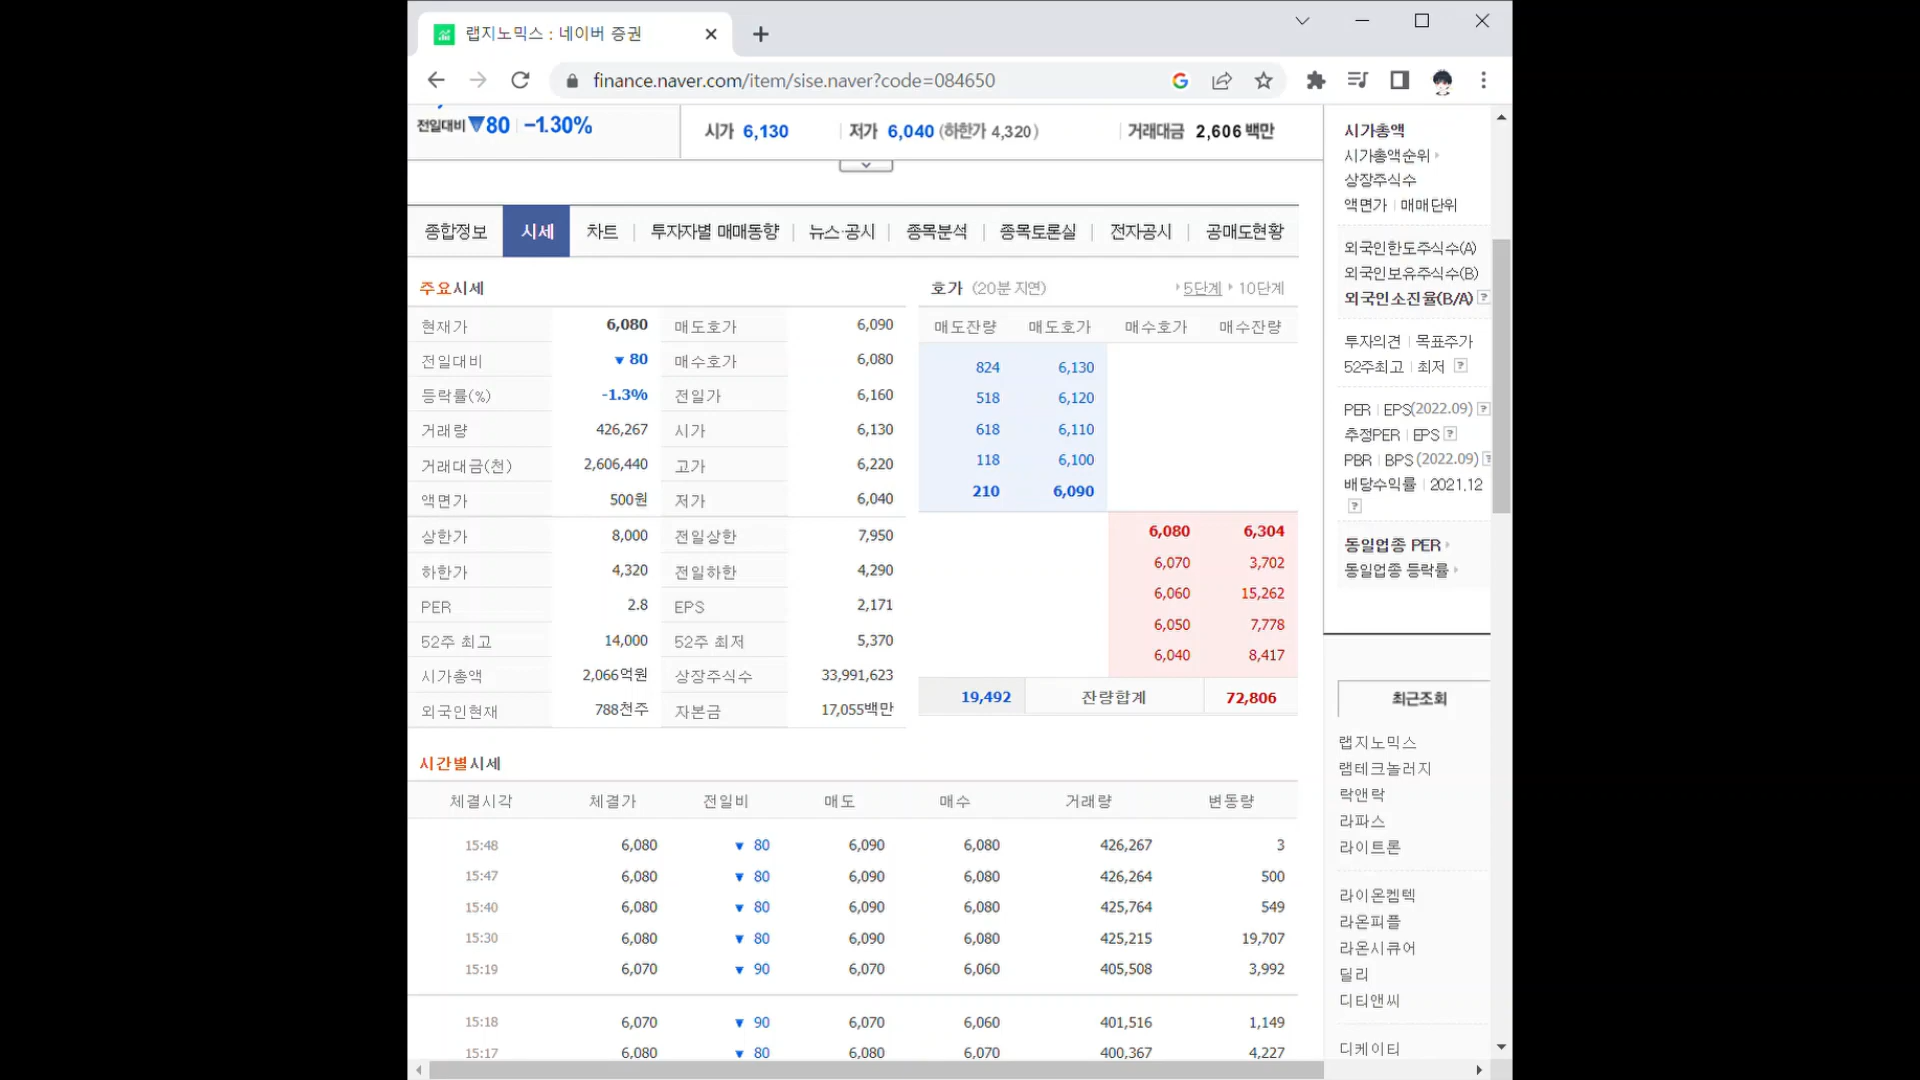 랩지노믹스 : 네이버 증권
finance.naver.com/item/sise.naver?code=084650
전일대비 ▼80 | -1.30%
시가 6,130 | 저가 6,040 (하한가 4,320) | 거래대금 2,606 백만
종합정보 시세 차트 | 투자자별 매매동향 | 뉴스·공시 | 종목분석 | 종목토론실 | 전자공시 | 공매도현황
주요시세
현재가 6,080 매도호가 6,090
전일대비 ▼ 80 매수호가 6,080
등락률(%) -1.3% 전일가 6,160
거래량 426,267 시가 6,130
거래대금(천) 2,606,440 고가 6,220
액면가 500원 저가 6,040
상한가 8,000 전일상한 7,950
하한가 4,320 전일하한 4,290
PER 2.8 EPS 2,171
52주 최고 14,000 52주 최저 5,370
시가총액 2,066억원 상장주식수 33,991,623
외국인현재 788천주 자본금 17,055백만
호가 (20분 지연) 5단계 10단계
매도잔량 매도호가 매수호가 매수잔량
824 6,130
518 6,120
618 6,110
118 6,100
210 6,090
6,080 6,304
6,070 3,702
6,060 15,262
6,050 7,778
6,040 8,417
19,492 잔량합계 72,806
시간별시세
체결시각 체결가 전일비 매도 매수 거래량 변동량
15:48 6,080 ▼ 80 6,090 6,080 426,267 3
15:47 6,080 ▼ 80 6,090 6,080 426,264 500
15:40 6,080 ▼ 80 6,090 6,080 425,764 549
15:30 6,080 ▼ 80 6,090 6,080 425,215 19,707
15:19 6,070 ▼ 90 6,070 6,060 405,508 3,992
15:18 6,070 ▼ 90 6,070 6,060 401,516 1,149
15:17 6,080 ▼ 80 6,080 6,070 400,367 4,227
시가총액
시가총액순위
상장주식수
액면가 | 매매단위
외국인한도주식수(A)
외국인보유주식수(B)
외국인소진율(B/A) ?
투자의견 | 목표주가
52주최고 | 최저 ?
PER | EPS(2022.09) ?
추정PER | EPS ?
PBR | BPS (2022.09) ?
배당수익률 | 2021.12
?
동일업종 PER
동일업종 등락률
최근조회
랩지노믹스
램테크놀러지
락앤락
라파스
라이트론
라이온켐텍
라온피플
라온시큐어
딜리
디티앤씨
디케이티